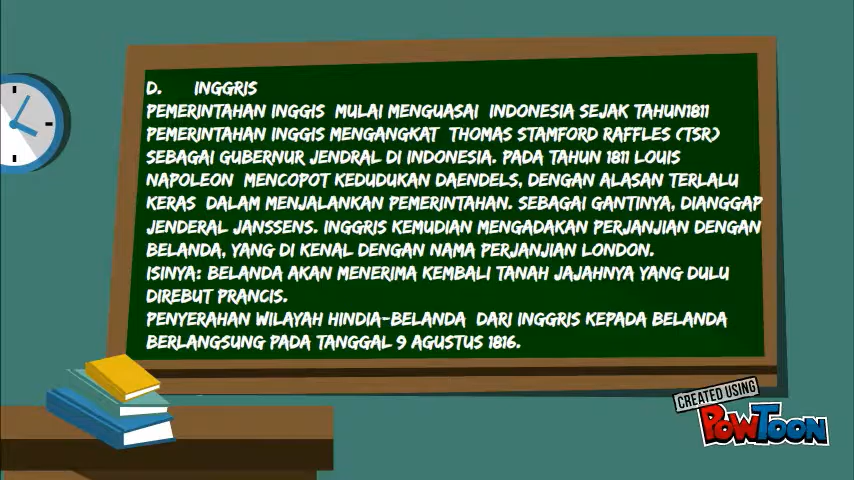 D. INGGRIS
PEMERINTAHAN INGGIS MULAI MENGUASAI INDONESIA SEJAK TAHUN1811
PEMERINTAHAN INGGIS MENGANGKAT THOMAS STAMFORD RAFFLES (TSR)
SEBAGAI GUBERNUR JENDRAL DI INDONESIA. PADA TAHUN 1811 LOUIS
NAPOLEON MENCOPOT KEDUDUKAN DAENDELS, DENGAN ALASAN TERLALU
KERAS DALAM MENJALANKAN PEMERINTAHAN. SEBAGAI GANTINYA, DIANGGAP
JENDERAL JANSSENS. INGGRIS KEMUDIAN MENGADAKAN PERJANJIAN DENGAN
BELANDA, YANG DI KENAL DENGAN NAMA PERJANJIAN LONDON.
ISINYA: BELANDA AKAN MENERIMA KEMBALI TANAH JAJAHNYA YANG DULU
DIREBUT PRANCIS.
PENYERAHAN WILAYAH HINDIA-BELANDA DARI INGGRIS KEPADA BELANDA
BERLANGSUNG PADA TANGGAL 9 AGUSTUS 1816.
CREATED USING
POWTOON